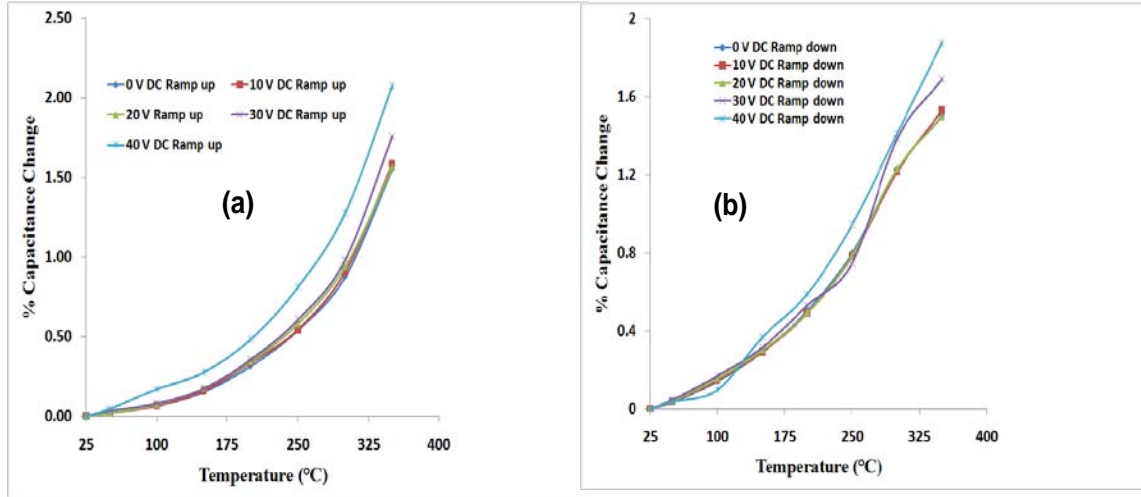 2.50
2.00
1.50
1.00
0.50
0.00
% Capacitance Change
0 V DC Ramp up
10 V DC Ramp up
20 V Ramp up
30 V DC Ramp up
40 V DC Ramp up
(a)
25
100
175
250
325
400
Temperature (°C)
2
1.6
1.2
0.8
0.4
0
% Capacitance Change
0 V DC Ramp down
10 V DC Ramp down
20 V DC Ramp down
30 V DC Ramp down
40 V DC Ramp down
(b)
25
100
175
250
325
400
Temperature (°C)